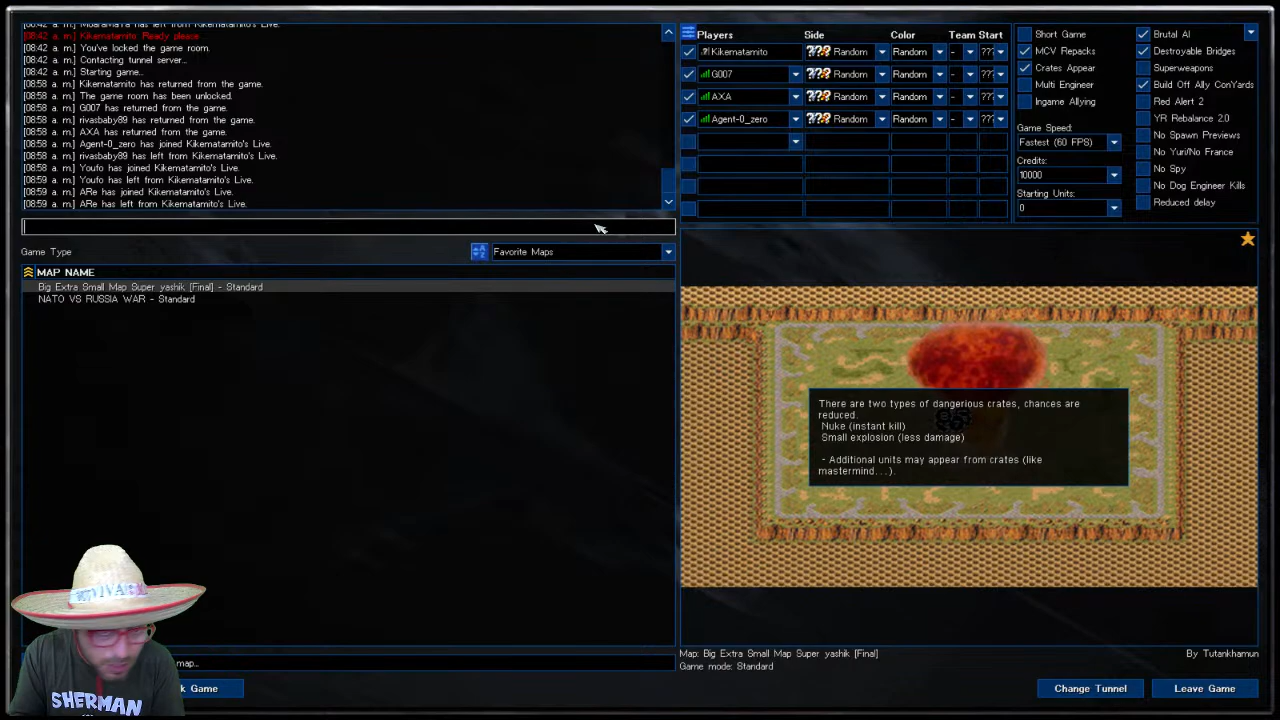 [08:42 a. m.] Kikematamito: Ready please...
[08:42 a. m.] You've locked the game room.
[08:42 a. m.] Contacting tunnel server..
[08:42 a. m.] Starting game...
[08:58 a. m.] Kikematamito has returned from the game.
[08:58 a. m.] The game room has been unlocked.
[08:58 a. m.] G007 has returned from the game.
[08:58 a. m.] rivasbaby89 has returned from the game.
[08:58 a. m.] AXA has returned from the game.
[08:58 a. m.] Agent-0_zero has joined Kikematamito's Live.
[08:58 a. m.] rivasbaby89 has left from Kikematamito's Live.
[08:58 a. m.] Youfo has joined Kikematamito's Live.
[08:59 a. m.] Youfo has left from Kikematamito's Live.
[08:59 a. m.] ARe has joined Kikematamito's Live.
[08:59 a. m.] ARe has left from Kikematamito's Live.
Game Type
Favorite Maps
MAP NAME
Big Extra Small Map Super yashik [Final] - Standard
NATO VS RUSSIA WAR - Standard
map...
Game
VIVA
SHERMAN
Players Side Color Team Start
Kikematamito ??? Random Random - ???
G007 ??? Random Random - ???
AXA ??? Random Random - ???
Agent-0_zero ??? Random Random - ???
Short Game
MCV Repacks
Crates Appear
Multi Engineer
Ingame Allying
Game Speed:
Fastest (60 FPS)
Credits:
10000
Starting Units:
0
Brutal AI
Destroyable Bridges
Superweapons
Build Off Ally ConYards
Red Alert 2
YR Rebalance 2.0
No Spawn Previews
No Yuri/No France
No Spy
No Dog Engineer Kills
Reduced delay
There are two types of dangerious crates, chances are
reduced.
Nuke (instant kill)
Small explosion (less damage)
- Additional units may appear from crates (like
mastermind...).
Map: Big Extra Small Map Super yashik [Final]
By Tutankhamun
Game mode: Standard
Change Tunnel
Leave Game